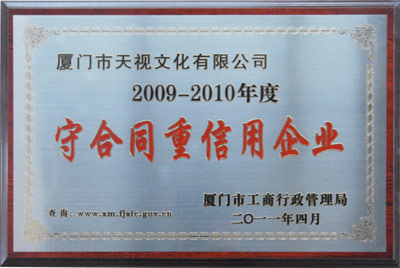 厦门市天视文化有限公司
2009-2010年度
守合同重信用企业
厦门市工商行政管理局
查询：www.xm.fjaic.gov.cn
二〇一一年四月